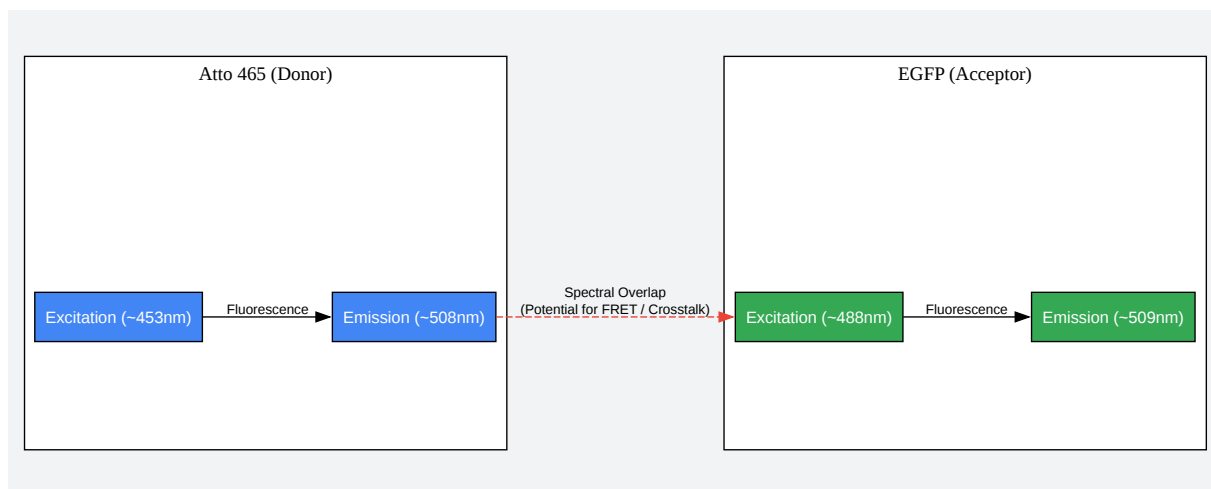 Atto 465 (Donor)
EGFP (Acceptor)
Excitation (~453nm)
Fluorescence
Emission (~508nm)
Spectral Overlap
(Potential for FRET / Crosstalk)
Excitation (~488nm)
Fluorescence
Emission (~509nm)